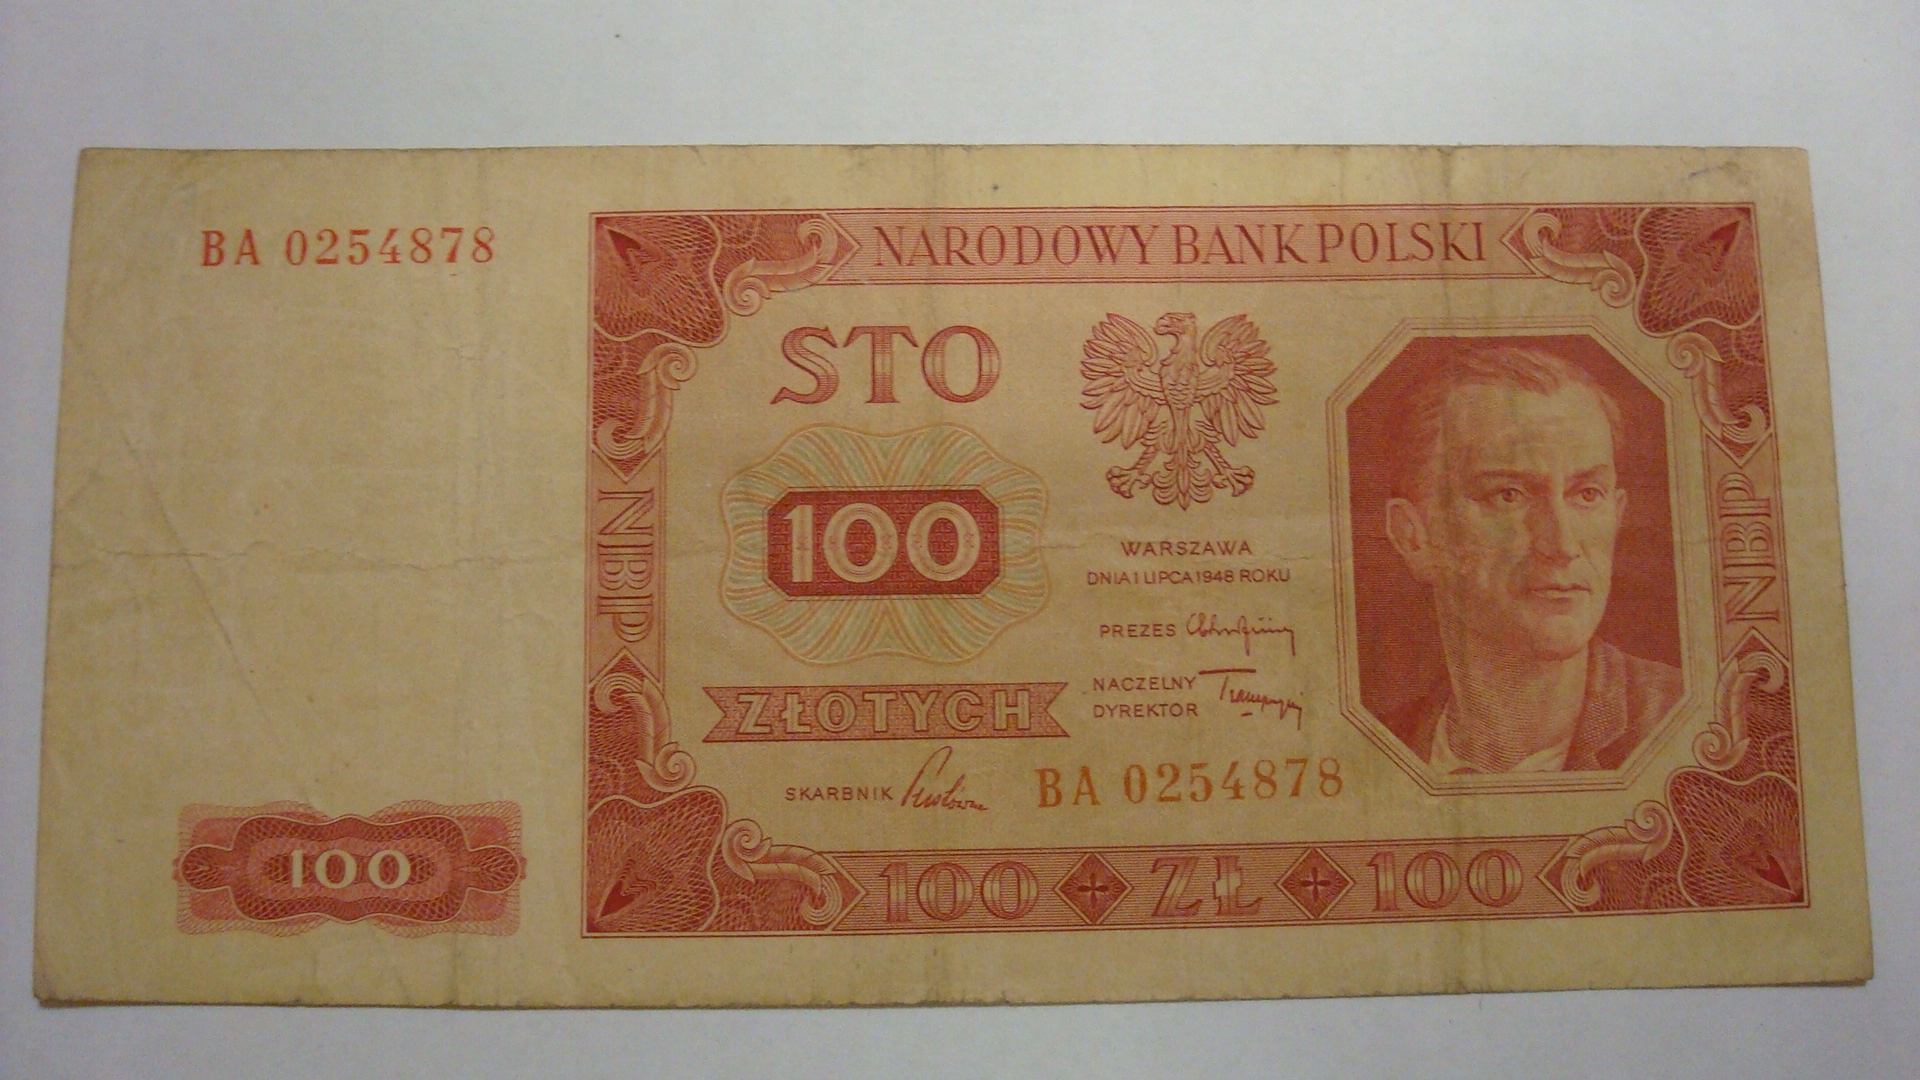 BA 0254878
NARODOWY BANK POLSKI
STO
100
ZŁOTYCH
WARSZAWA
DNIA 1 LIPCA 1948 ROKU
PREZES
NACZELNY
DYREKTOR
SKARBNIK
BA 0254878
NBP
NBP
100
100 ZŁ 100